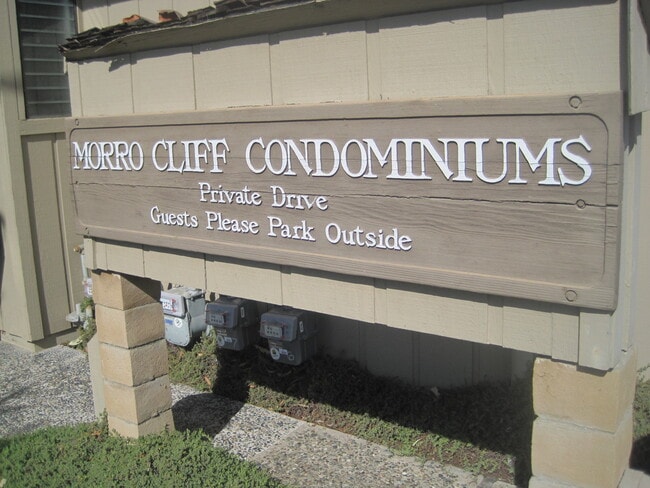 MORRO CLIFF CONDOMINIUMS
Private Drive
Guests Please Park Outside